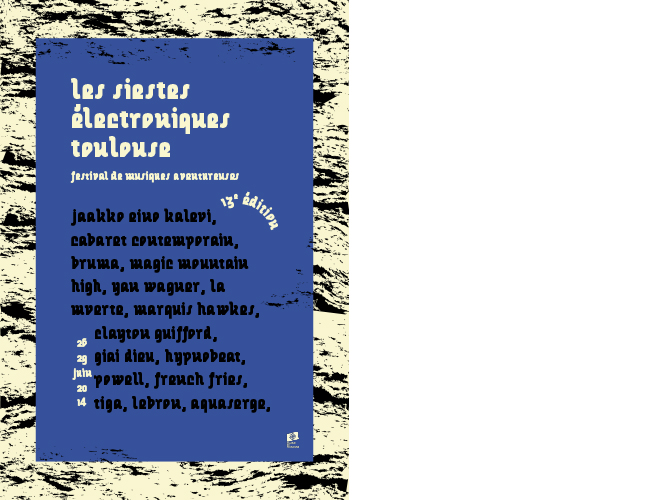 les siestes
électroniques
toulouse
festival de musiques aventureuses
13e édition
jaakko eino kalevi,
cabaret contemporain,
bruma, magic mountain
high, yan wagner, la
mverte, marquis hawkes,
clayton guifford,
giai dieu, hypnobeat,
powell, french fries,
tiga, lebrou, aquaserge,
26
29
juin
20
14